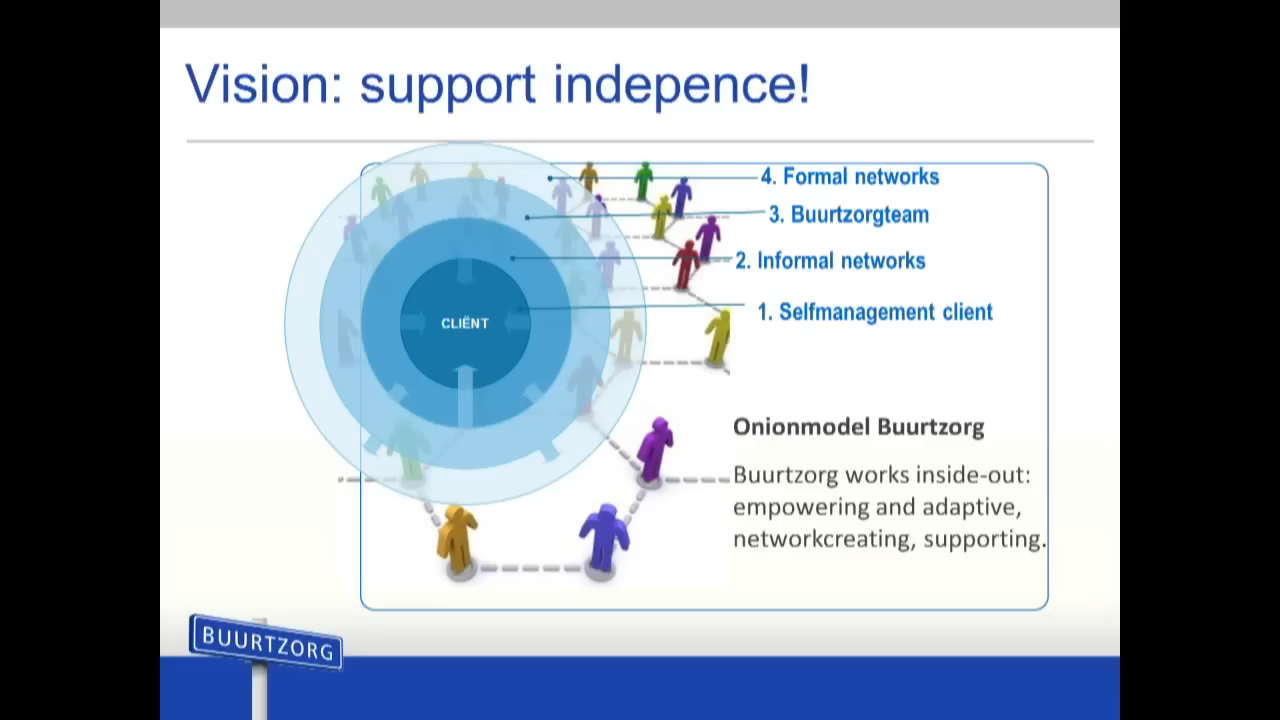 Vision: support indepence!
4. Formal networks
3. Buurtzorgteam
2. Informal networks
1. Selfmanagement client
CLIËNT
Onionmodel Buurtzorg
Buurtzorg works inside-out:
empowering and adaptive,
networkcreating, supporting.
BUURTZORG